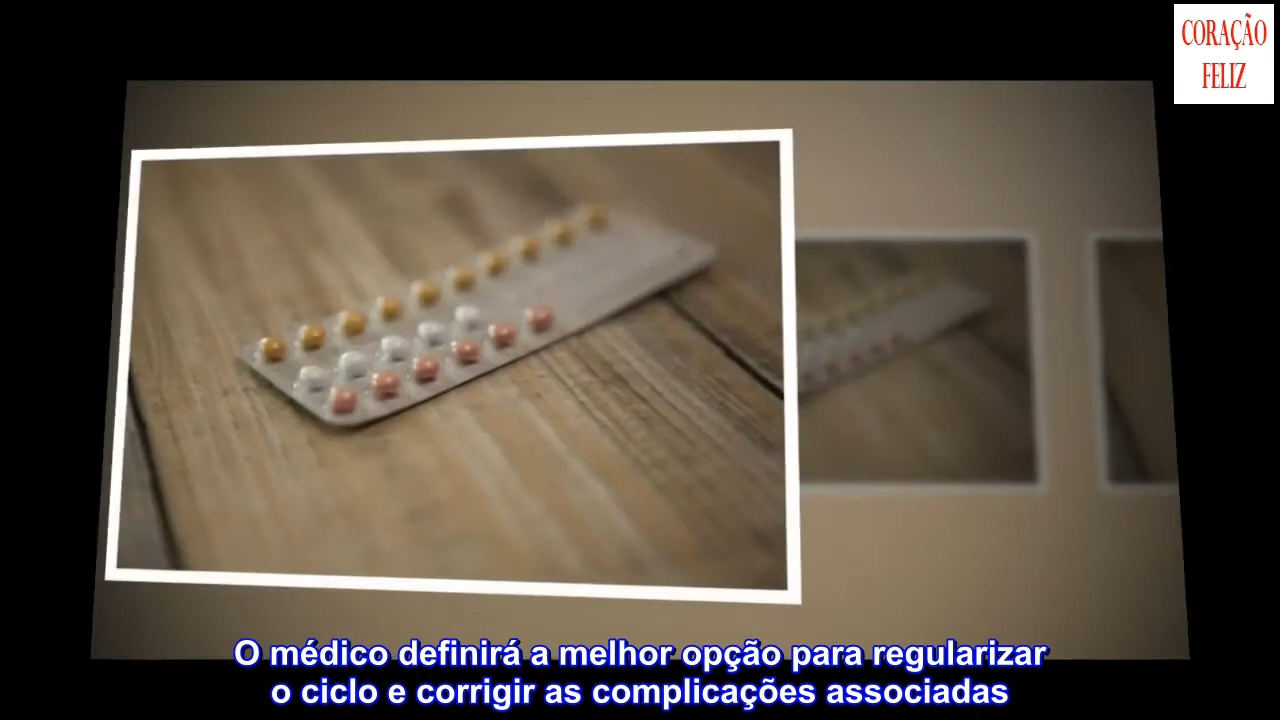 CORAÇÃO
FELIZ
O médico definirá a melhor opção para regularizar
o ciclo e corrigir as complicações associadas